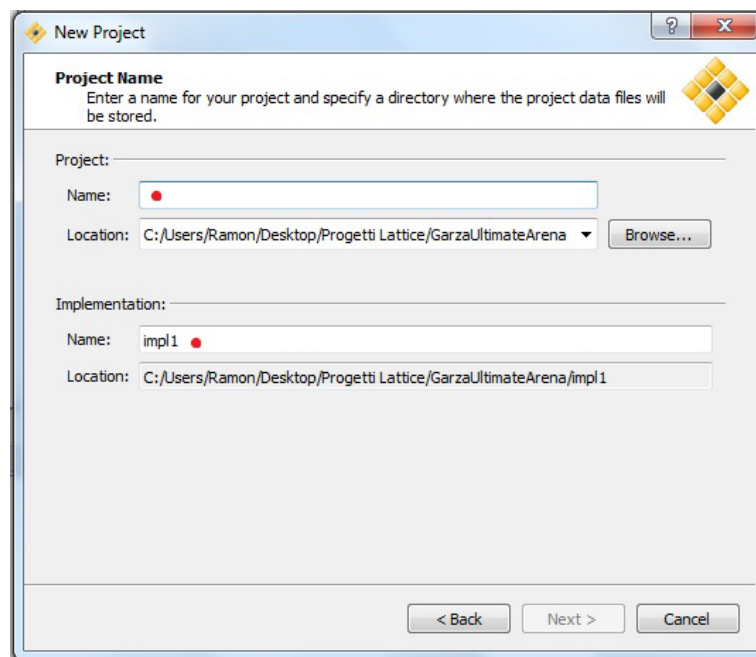 New Project
?
X
Project Name
Enter a name for your project and specify a directory where the project data files will
be stored.
Project:
Name:
Location: C:/Users/Ramon/Desktop/Progetti Lattice/GarzaUltimateArena Browse...
Implementation:
Name: impl1
Location: C:/Users/Ramon/Desktop/Progetti Lattice/GarzaUltimateArena/impl1
< Back Next > Cancel